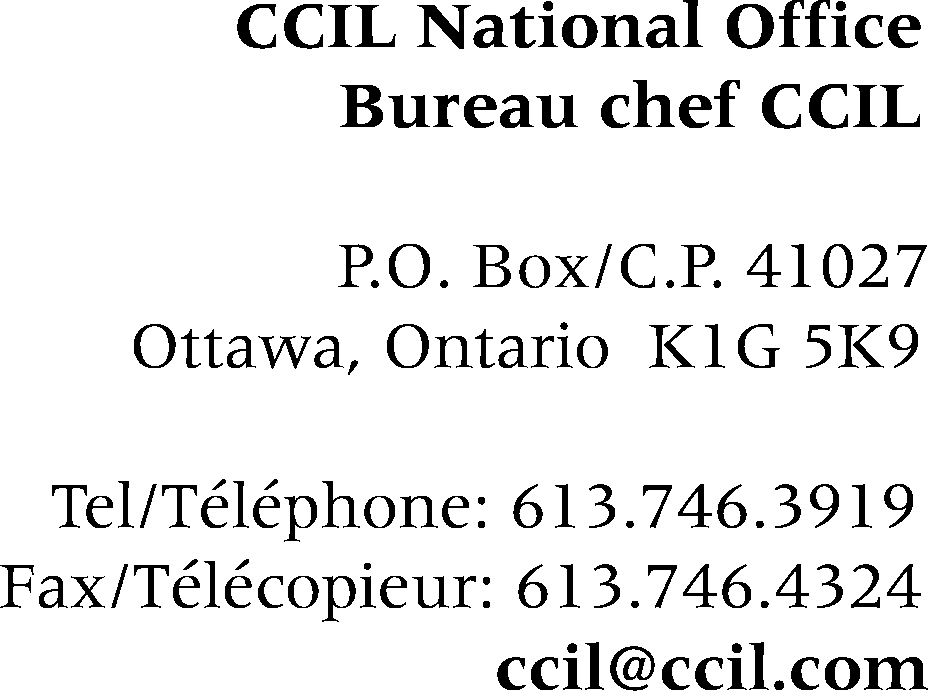 CCIL National Office
Bureau chef CCIL
P.O. Box/C.P. 41027
Ottawa, Ontario  K1G 5K9
Tel/Téléphone: 613.746.3919
Fax/Télécopieur: 613.746.4324
ccil@ccil.com